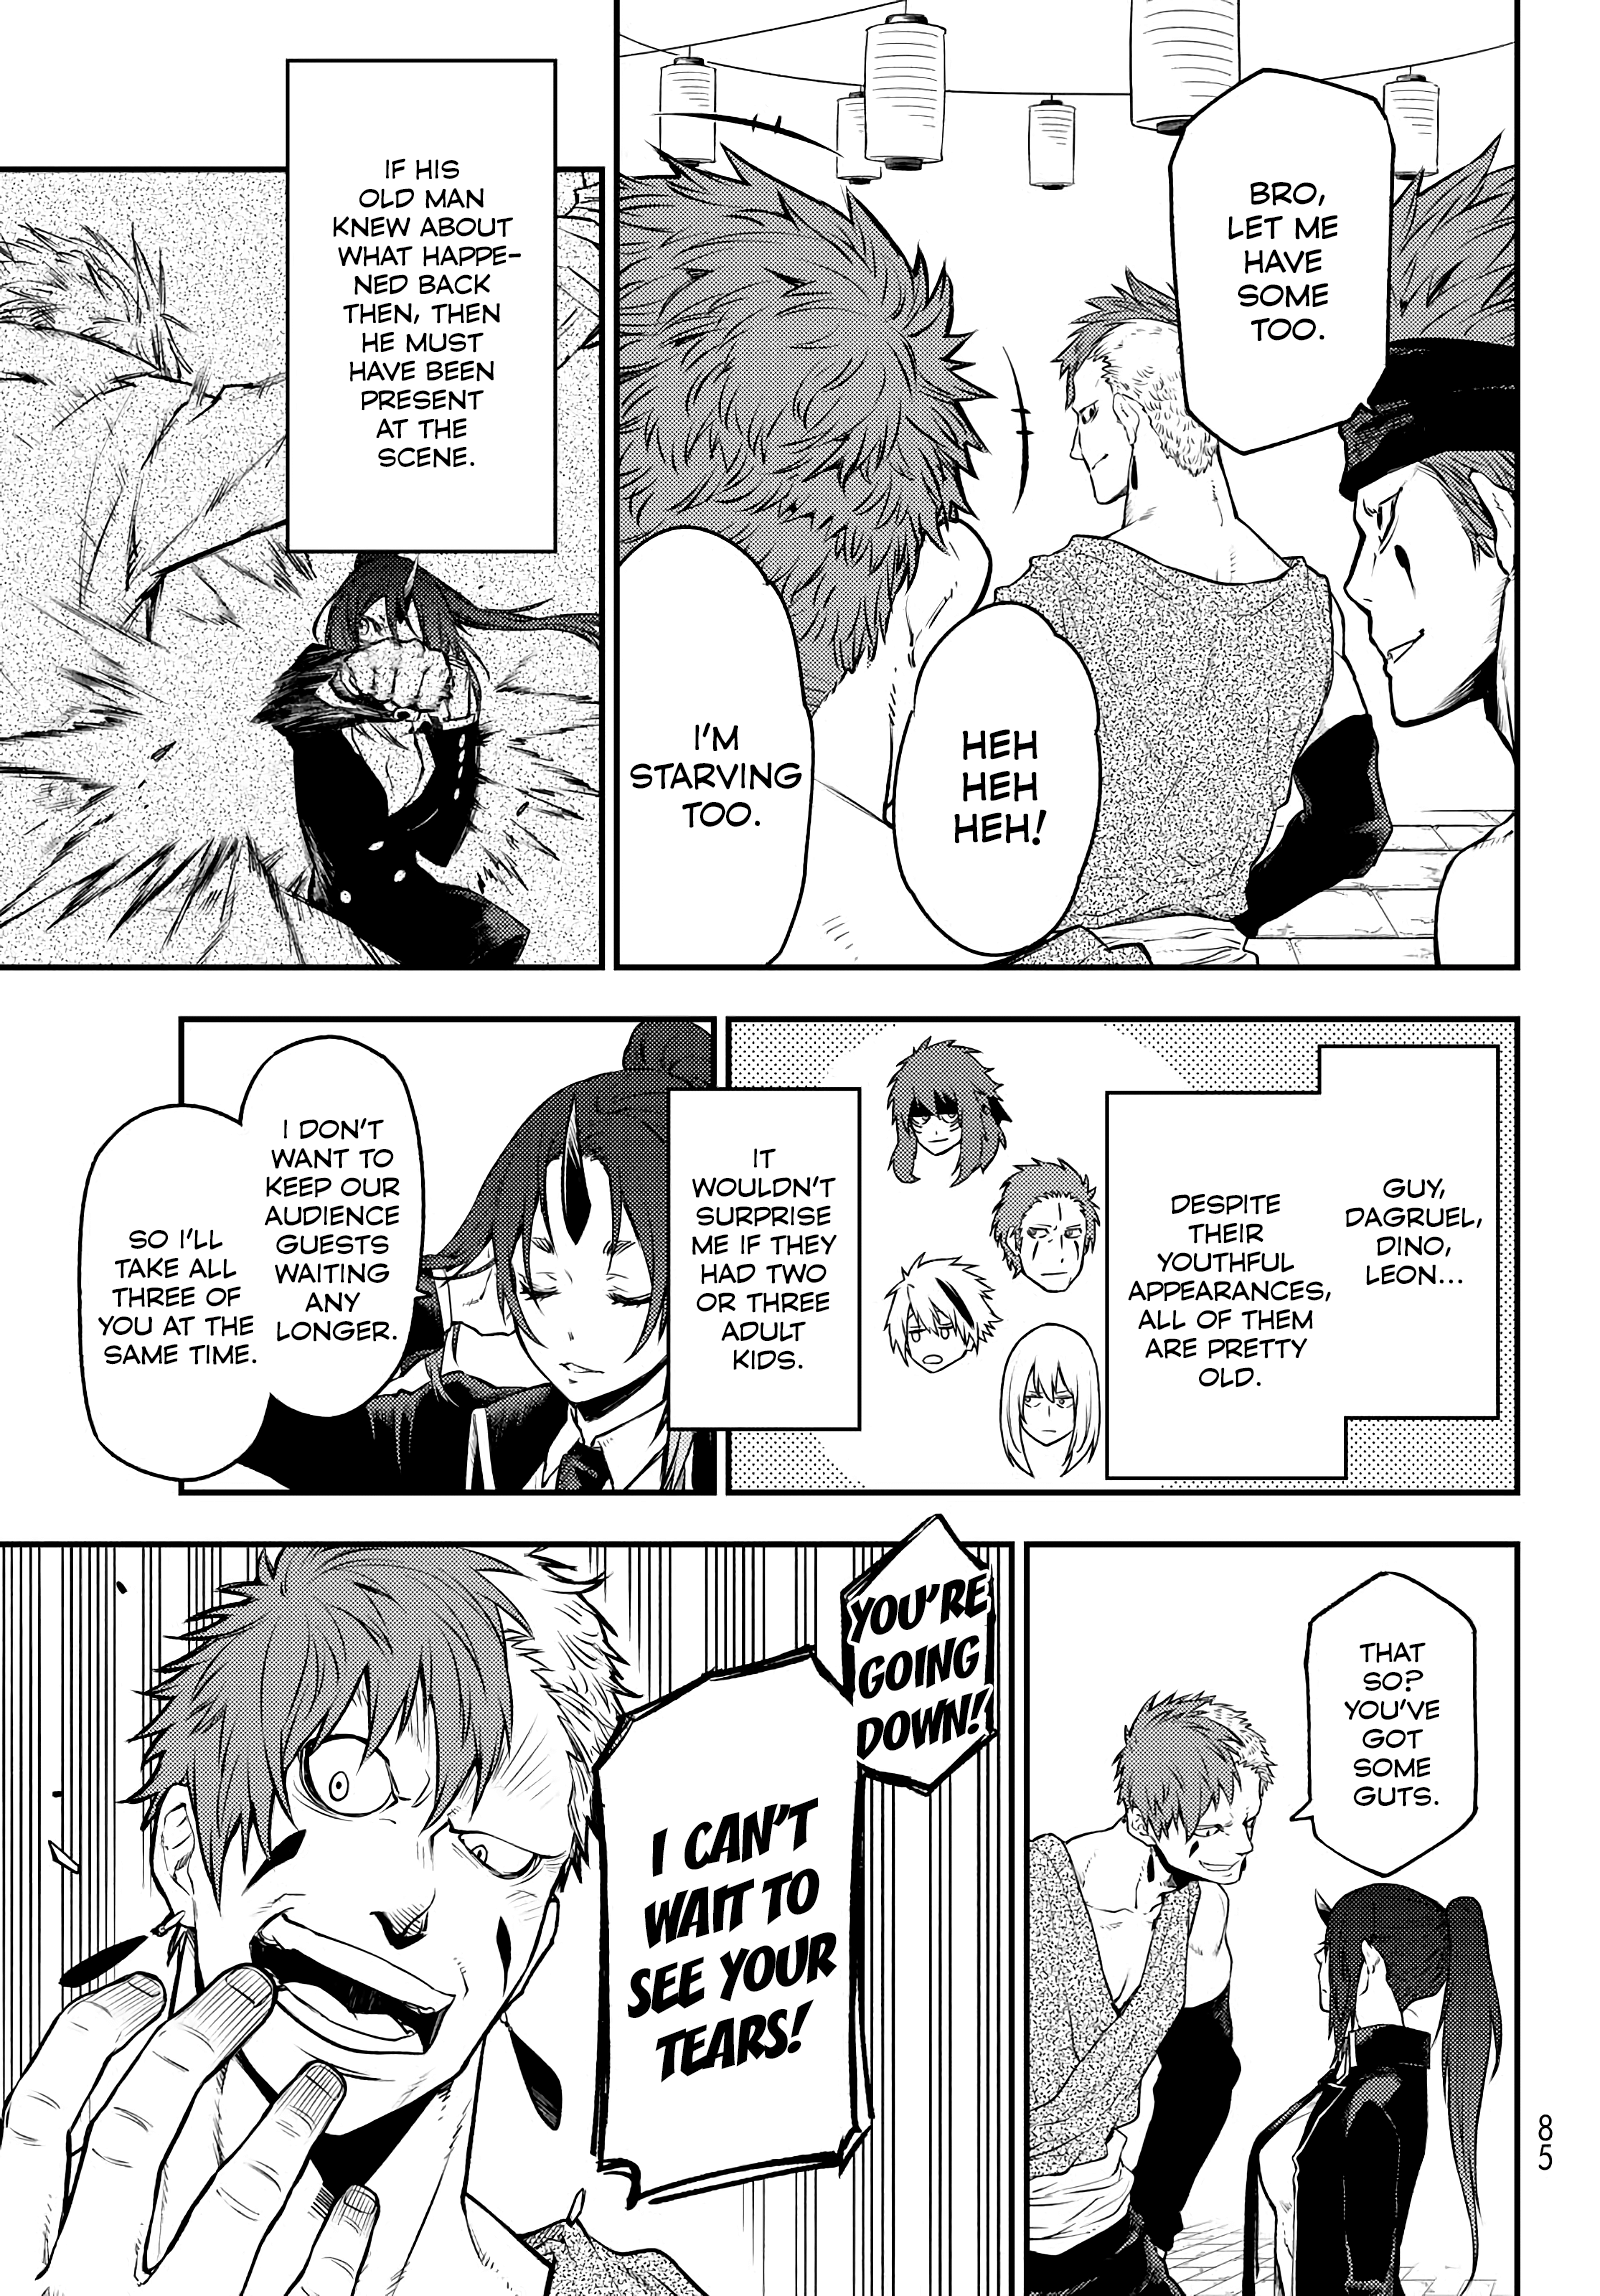 BRO,
LET ME
HAVE
SOME
TOO.
HEH
HEH
HEH!
I'M
STARVING
TOO.
IF HIS
OLD MAN
KNEW ABOUT
WHAT HAPPE-
NED BACK
THEN, THEN
HE MUST
HAVE BEEN
PRESENT
AT THE
SCENE.
GUY,
DAGRUEL,
DINO,
LEON...
DESPITE
THEIR
YOUTHFUL
APPEARANCES,
ALL OF THEM
ARE PRETTY
OLD.
IT
WOULDN'T
SURPRISE
ME IF THEY
HAD TWO
OR THREE
ADULT
KIDS.
I DON'T
WANT TO
KEEP OUR
AUDIENCE
GUESTS
WAITING
ANY
LONGER.
SO I'LL
TAKE ALL
THREE OF
YOU AT THE
SAME TIME.
THAT
SO?
YOU'VE
GOT
SOME
GUTS.
YOU'RE
GOING
DOWN!
I CAN'T
WAIT TO
SEE YOUR
TEARS!
85